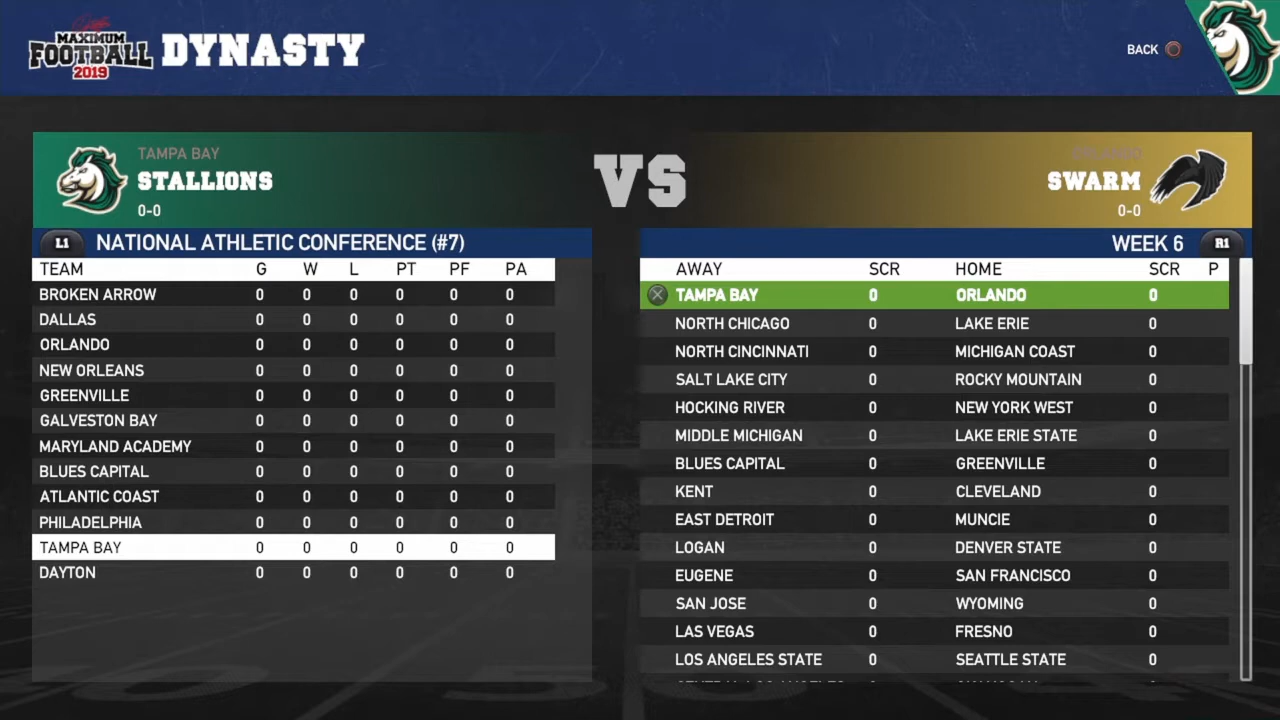 MAXIMUM
FOOTBALL
2019
DYNASTY
BACK
TAMPA BAY
STALLIONS
0-0
VS
ORLANDO
SWARM
0-0
L1 NATIONAL ATHLETIC CONFERENCE (#7)
TEAM G W L PT PF PA
BROKEN ARROW 0 0 0 0 0 0
DALLAS 0 0 0 0 0 0
ORLANDO 0 0 0 0 0 0
NEW ORLEANS 0 0 0 0 0 0
GREENVILLE 0 0 0 0 0 0
GALVESTON BAY 0 0 0 0 0 0
MARYLAND ACADEMY 0 0 0 0 0 0
BLUES CAPITAL 0 0 0 0 0 0
ATLANTIC COAST 0 0 0 0 0 0
PHILADELPHIA 0 0 0 0 0 0
TAMPA BAY 0 0 0 0 0 0
DAYTON 0 0 0 0 0 0
WEEK 6 R1
AWAY SCR HOME SCR P
TAMPA BAY 0 ORLANDO 0
NORTH CHICAGO 0 LAKE ERIE 0
NORTH CINCINNATI 0 MICHIGAN COAST 0
SALT LAKE CITY 0 ROCKY MOUNTAIN 0
HOCKING RIVER 0 NEW YORK WEST 0
MIDDLE MICHIGAN 0 LAKE ERIE STATE 0
BLUES CAPITAL 0 GREENVILLE 0
KENT 0 CLEVELAND 0
EAST DETROIT 0 MUNCIE 0
LOGAN 0 DENVER STATE 0
EUGENE 0 SAN FRANCISCO 0
SAN JOSE 0 WYOMING 0
LAS VEGAS 0 FRESNO 0
LOS ANGELES STATE 0 SEATTLE STATE 0